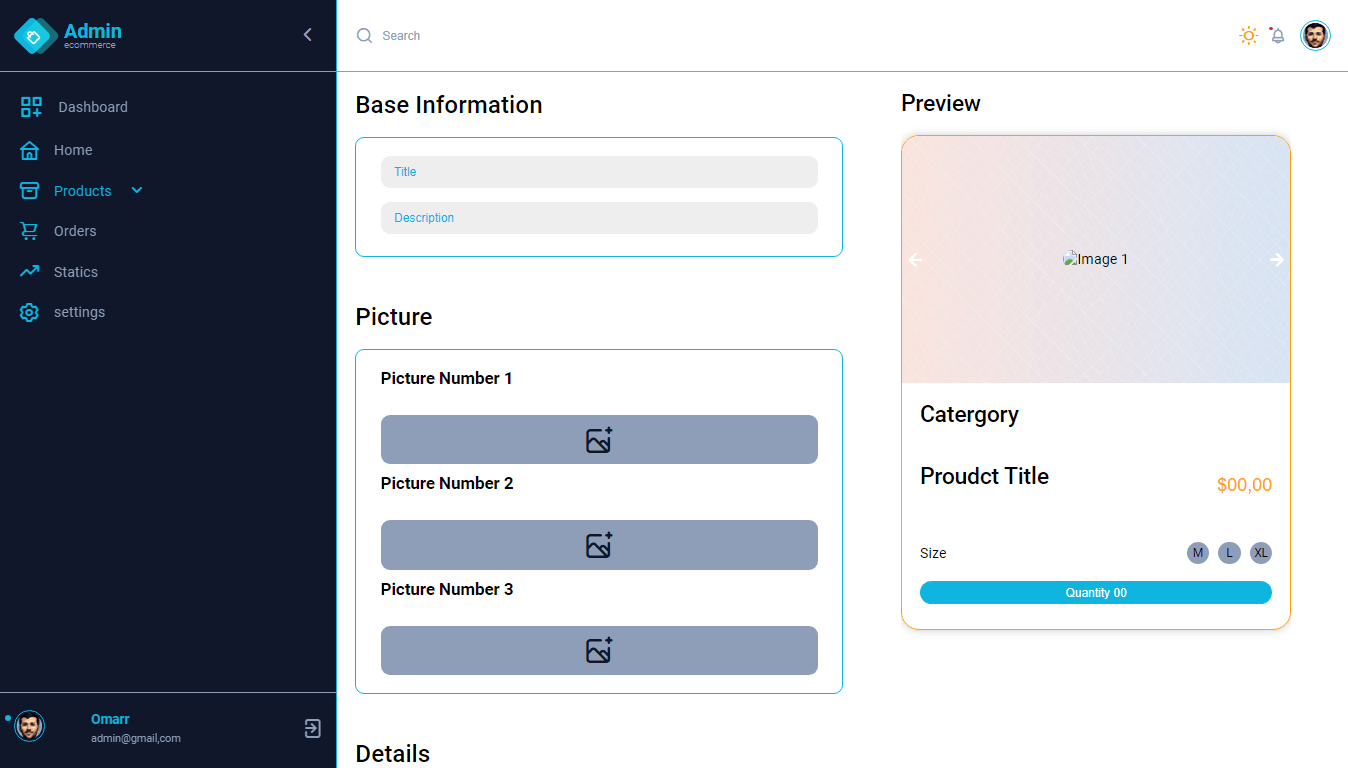 Admin
ecommerce
Dashboard
Home
Products
Orders
Statics
settings
Omarr
admin@gmail,com
Search
Base Information
Title
Description
Picture
Picture Number 1
Picture Number 2
Picture Number 3
Details
Preview
Image 1
Catergory
Proudct Title
$00,00
Size
M L XL
Quantity 00